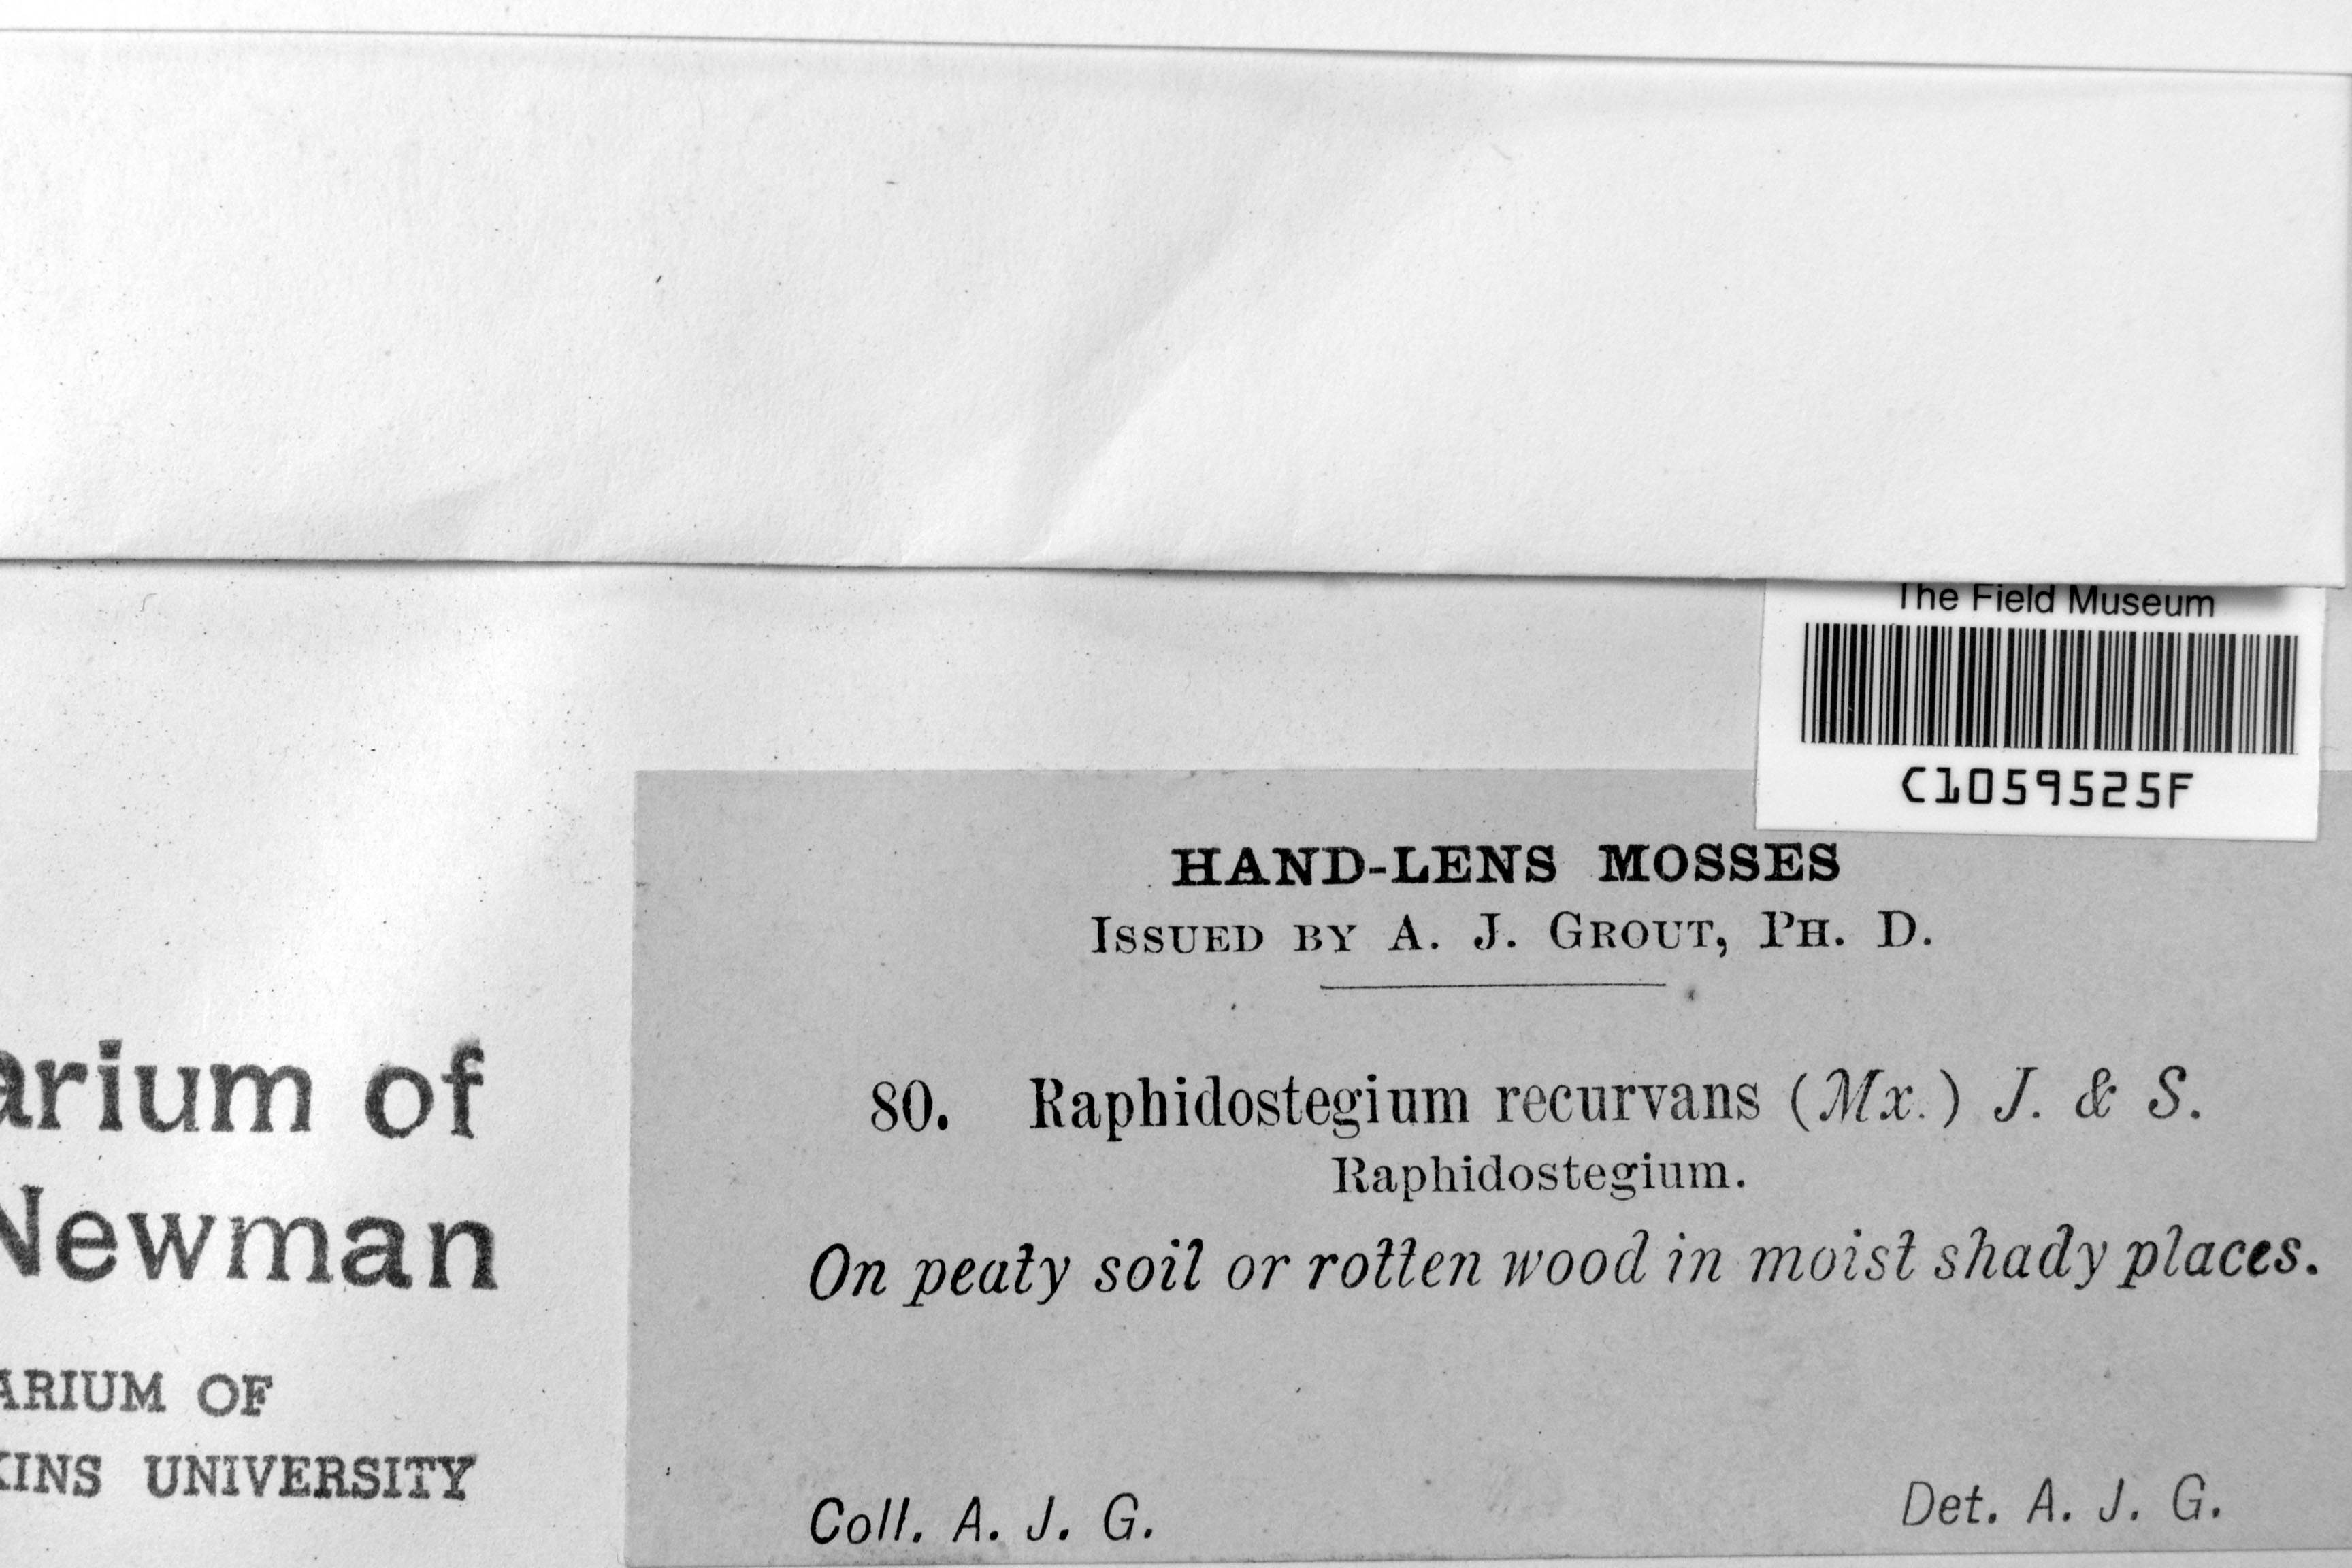 The Field Museum
C1059525F
HAND-LENS MOSSES
ISSUED BY A. J. GROUT, PH. D.
80. Raphidostegium recurvans (Mx.) J. & S.
Raphidostegium.
On peaty soil or rotten wood in moist shady places.
Coll. A. J. G.
Det. A. J. G.
arium of
Newman
ARIUM OF
KINS UNIVERSITY